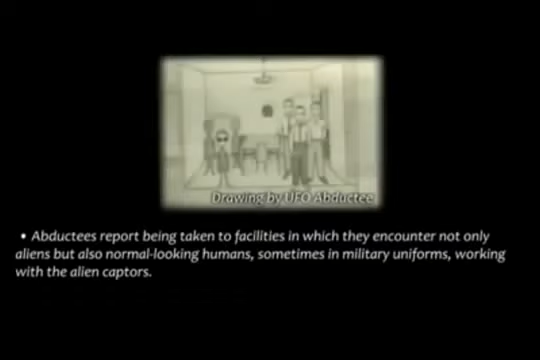 Drawing by UFO Abductee
• Abductees report being taken to facilities in which they encounter not only
aliens but also normal-looking humans, sometimes in military uniforms, working
with the alien captors.